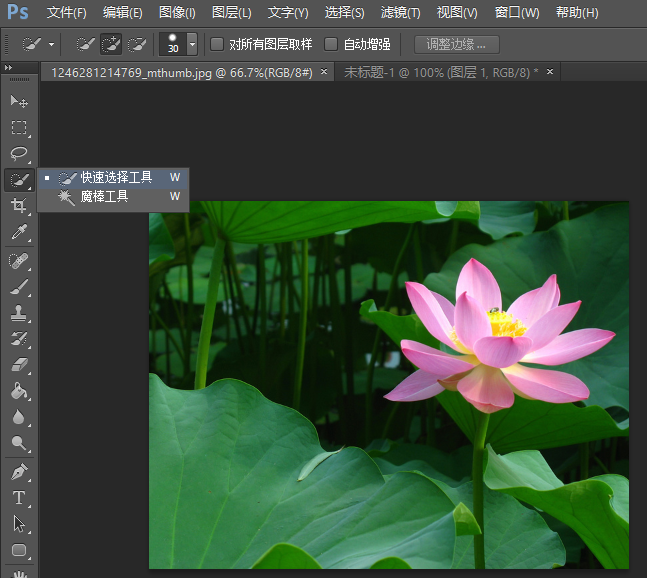 Ps 文件(F) 编辑(E) 图像(I) 图层(L) 文字(Y) 选择(S) 滤镜(T) 视图(V) 窗口(W) 帮助(H)
30 对所有图层取样 自动增强 调整边缘 ...
1246281214769_mthumb.jpg @ 66.7%(RGB/8#) × 未标题-1 @ 100% (图层 1, RGB/8) * ×
快速选择工具 W
魔棒工具 W
T